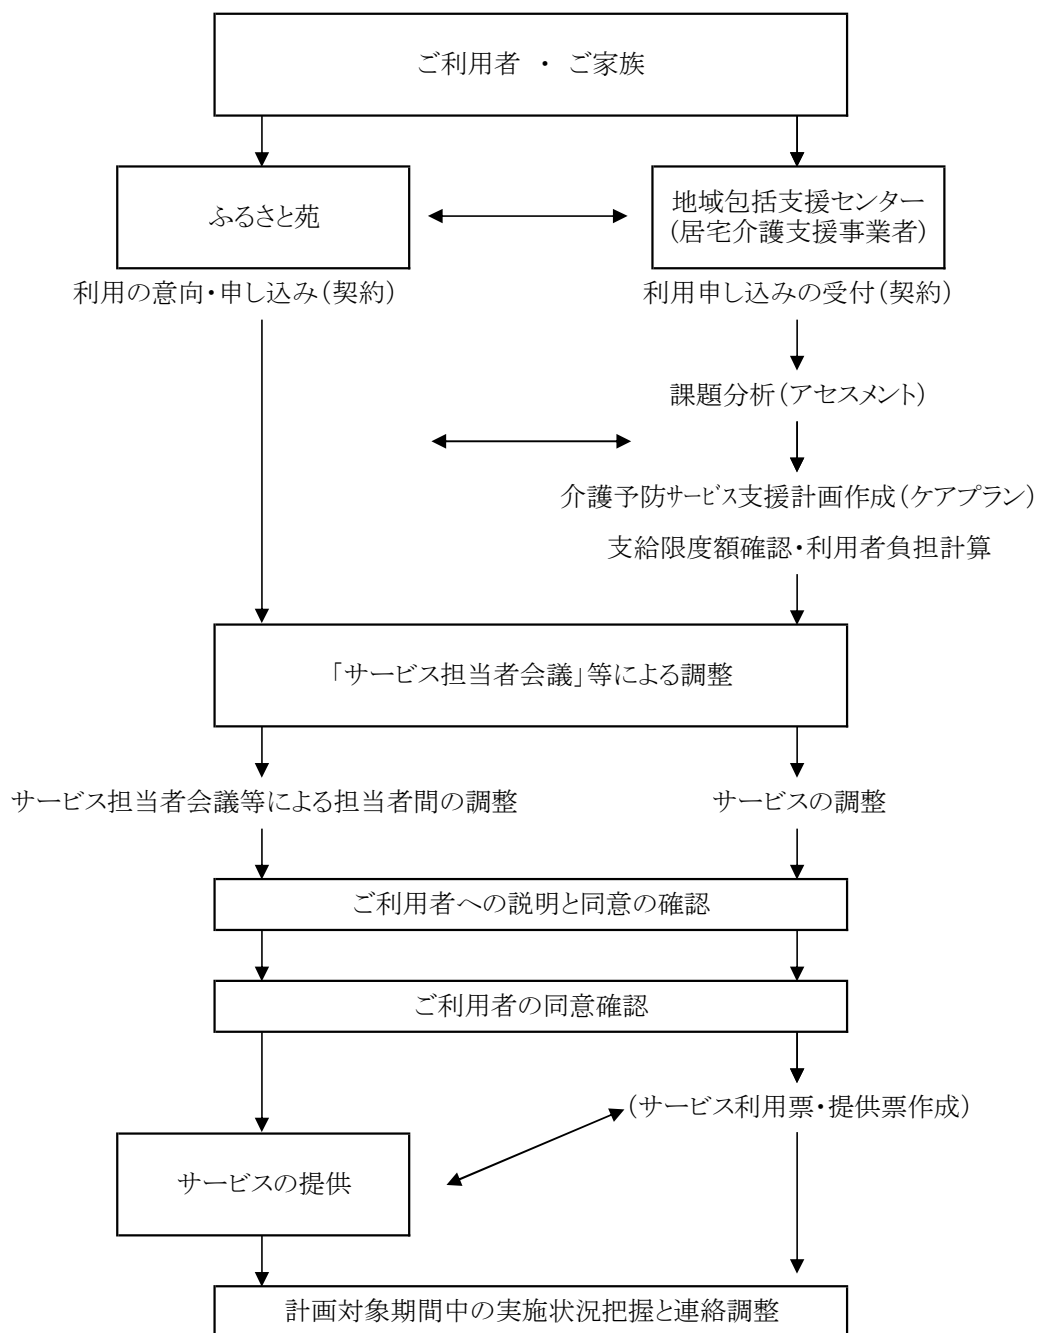 ご利用者 ・ ご家族
ふるさと苑
地域包括支援センター
(居宅介護支援事業者)
利用の意向・申し込み(契約)
利用申し込みの受付(契約)
課題分析(アセスメント)
介護予防サービス支援計画作成(ケアプラン)
支給限度額確認・利用者負担計算
「サービス担当者会議」等による調整
サービス担当者会議等による担当者間の調整
サービスの調整
ご利用者への説明と同意の確認
ご利用者の同意確認
(サービス利用票・提供票作成)
サービスの提供
計画対象期間中の実施状況把握と連絡調整